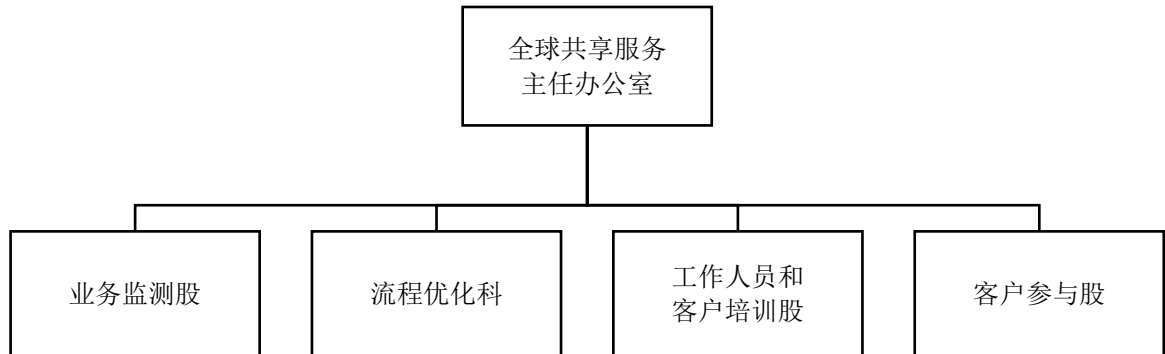 全球共享服务
主任办公室
业务监测股
流程优化科
工作人员和
客户培训股
客户参与股